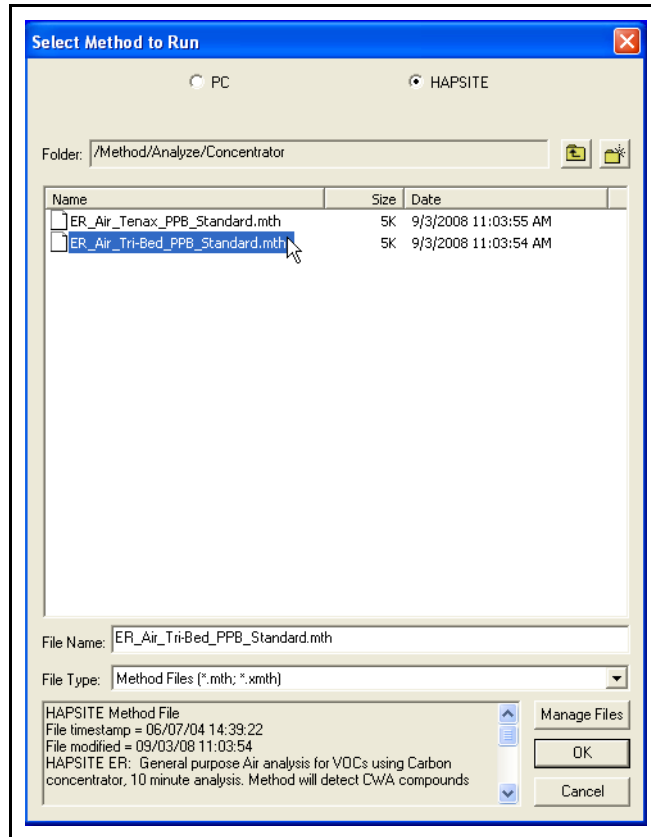 Select Method to Run
PC HAPSITE
Folder: /Method/Analyze/Concentrator
Name Size Date
ER_Air_Tenax_PPB_Standard.mth 5K 9/3/2008 11:03:55 AM
ER_Air_Tri-Bed_PPB_Standard.mth 5K 9/3/2008 11:03:54 AM
File Name: ER_Air_Tri-Bed_PPB_Standard.mth
File Type: Method Files (*.mth; *.xmth)
HAPSITE Method File
File timestamp = 06/07/04 14:39:22
File modified = 09/03/08 11:03:54
HAPSITE ER: General purpose Air analysis for VOCs using Carbon
concentrator, 10 minute analysis. Method will detect CWA compounds
Manage Files
OK
Cancel